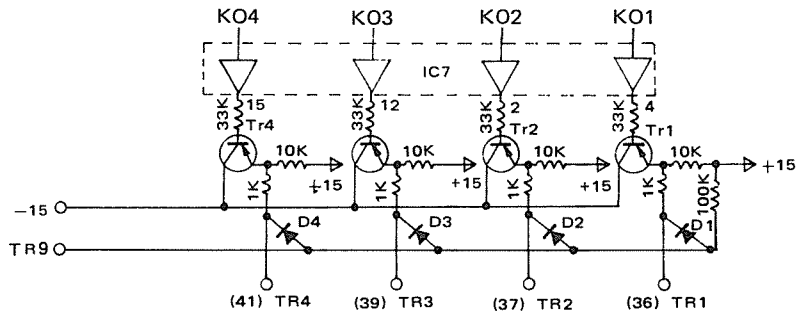 KO4 KO3 KO2 KO1
IC7
15 12 2 4
33K 33K 33K 33K
Tr4 Tr2 Tr1
10K 10K 10K 10K
+15 +15 +15 +15
1K 1K 1K 1K 100K
-15
D4 D3 D2 D1
TR9
(41) TR4 (39) TR3 (37) TR2 (36) TR1